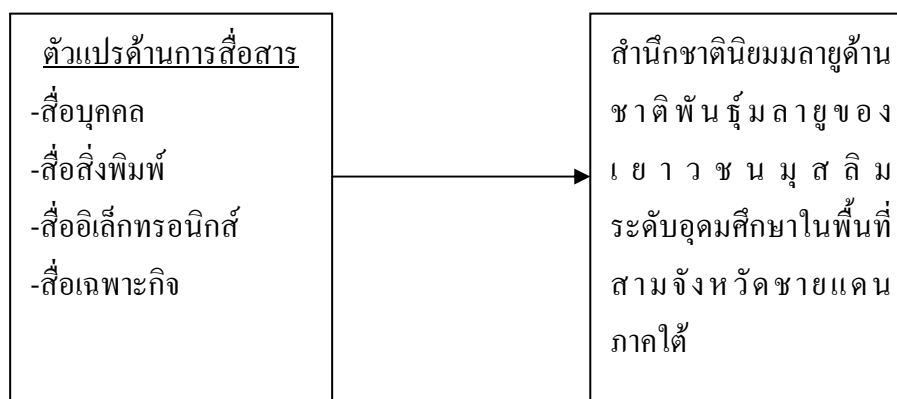 ตัวแปรด้านการสื่อสาร
-สื่อบุคคล
-สื่อสิ่งพิมพ์
-สื่ออิเล็กทรอนิกส์
-สื่อเฉพาะกิจ
สำนึกชาตินิยมมลายูด้าน
ชาติพันธุ์มลายูของ
เยาวชนมุสลิม
ระดับอุดมศึกษาในพื้นที่
สามจังหวัดชายแดน
ภาคใต้